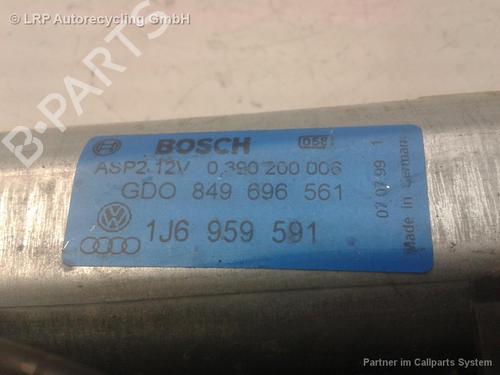 © LRP Autorecycling GmbH
B-PARTS
BOSCH
ASP2 12V 0 390 200 006
GDO 849 696 561
1J6 959 591
07.07.99 1
Made in Germany
Partner im Callparts System